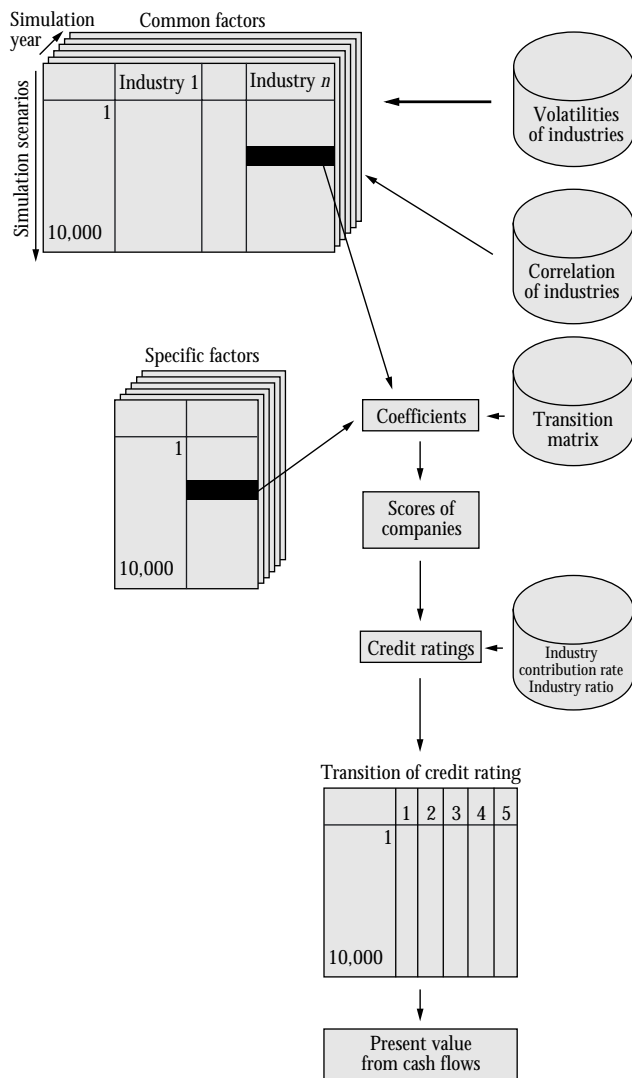 Simulation
year
Common factors
Simulation scenarios
Industry 1
Industry n
1
10,000
Volatilities
of industries
Correlation
of industries
Specific factors
1
10,000
Coefficients
Transition
matrix
Scores of
companies
Credit ratings
Industry
contribution rate
Industry ratio
Transition of credit rating
1 2 3 4 5
1
10,000
Present value
from cash flows